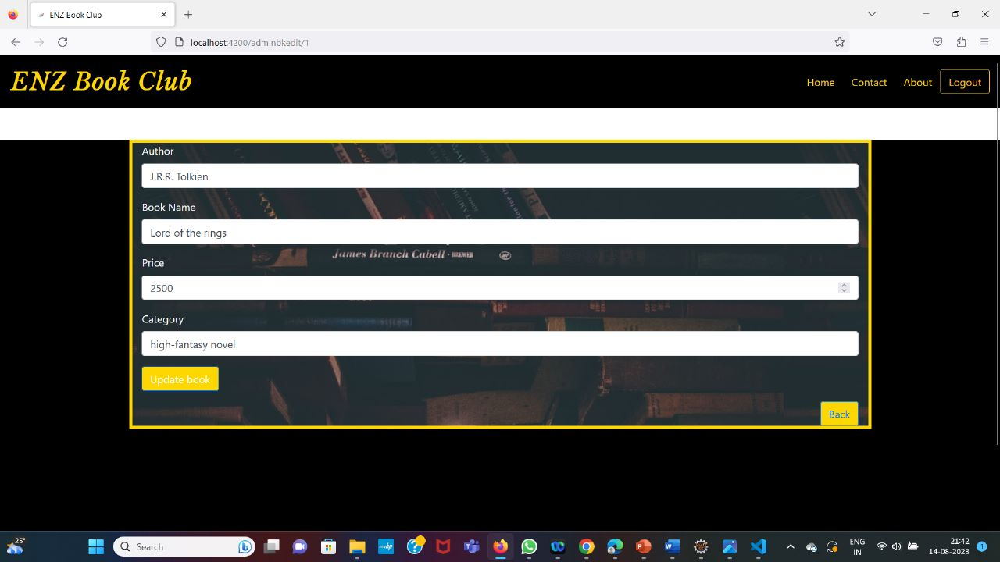 ENZ Book Club
localhost:4200/adminbkedit/1
ENZ Book Club
Home Contact About Logout
Author
J.R.R. Tolkien
Book Name
Lord of the rings
James Branch Cabell · BREWER
Price
2500
Category
high-fantasy novel
Update book
Back
25°
Search
myhp
ENG
IN
21:42
14-08-2023
1